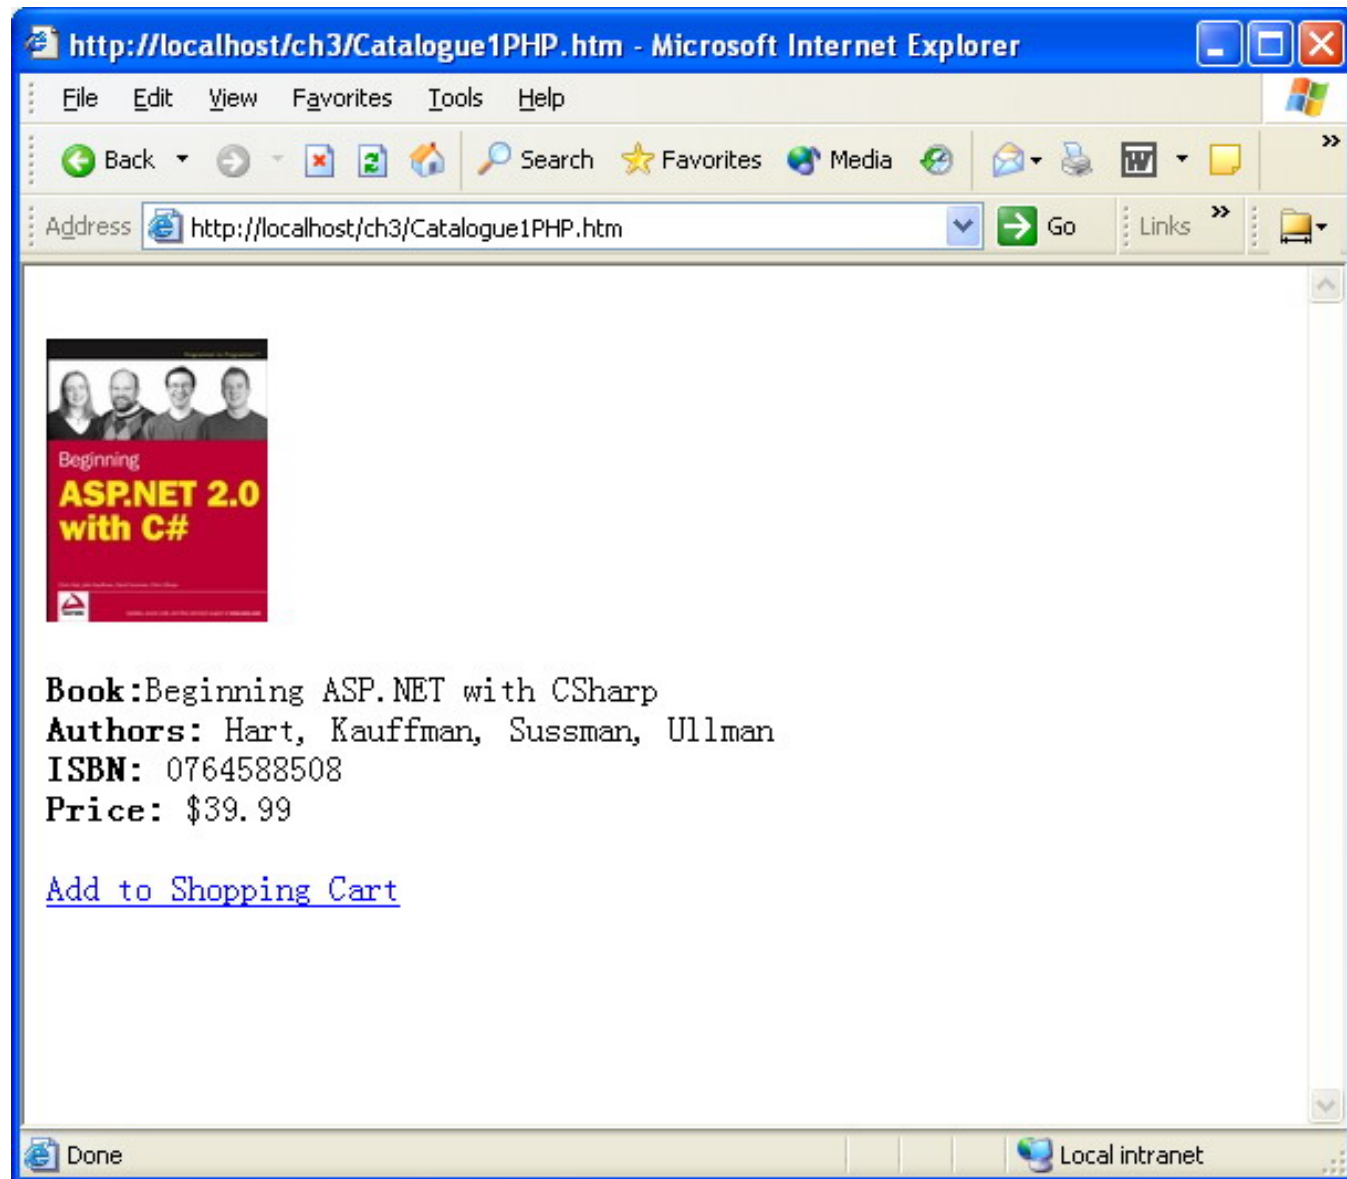 http://localhost/ch3/Catalogue1PHP.htm - Microsoft Internet Explorer
File Edit View Favorites Tools Help
Back Search Favorites Media
Address http://localhost/ch3/Catalogue1PHP.htm Go Links
Beginning
ASP.NET 2.0
with C#
Book:Beginning ASP.NET with CSharp
Authors: Hart, Kauffman, Sussman, Ullman
ISBN: 0764588508
Price: $39.99
Add to Shopping Cart
Done Local intranet